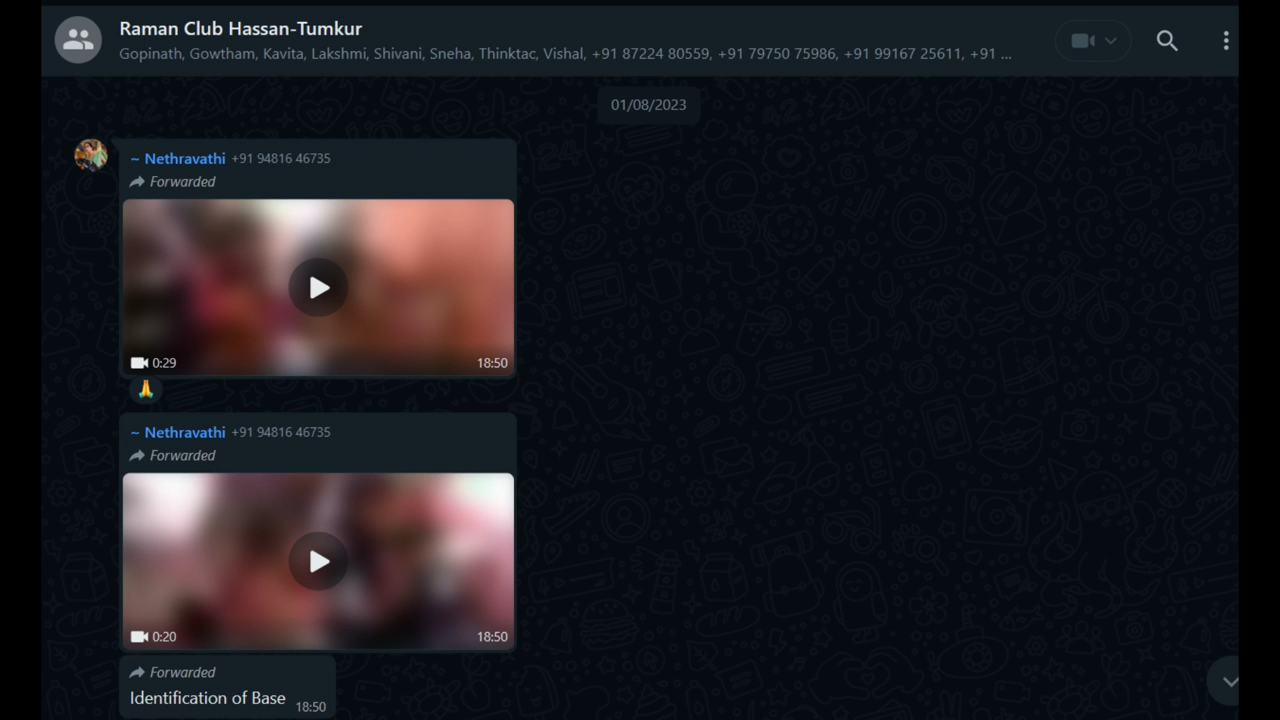 Raman Club Hassan-Tumkur
Gopinath, Gowtham, Kavita, Lakshmi, Shivani, Sneha, Thinktac, Vishal, +91 87224 80559, +91 79750 75986, +91 99167 25611, +91 ...
01/08/2023
~ Nethravathi +91 94816 46735
Forwarded
0:29 18:50
🙏
~ Nethravathi +91 94816 46735
Forwarded
0:20 18:50
Forwarded
Identification of Base 18:50